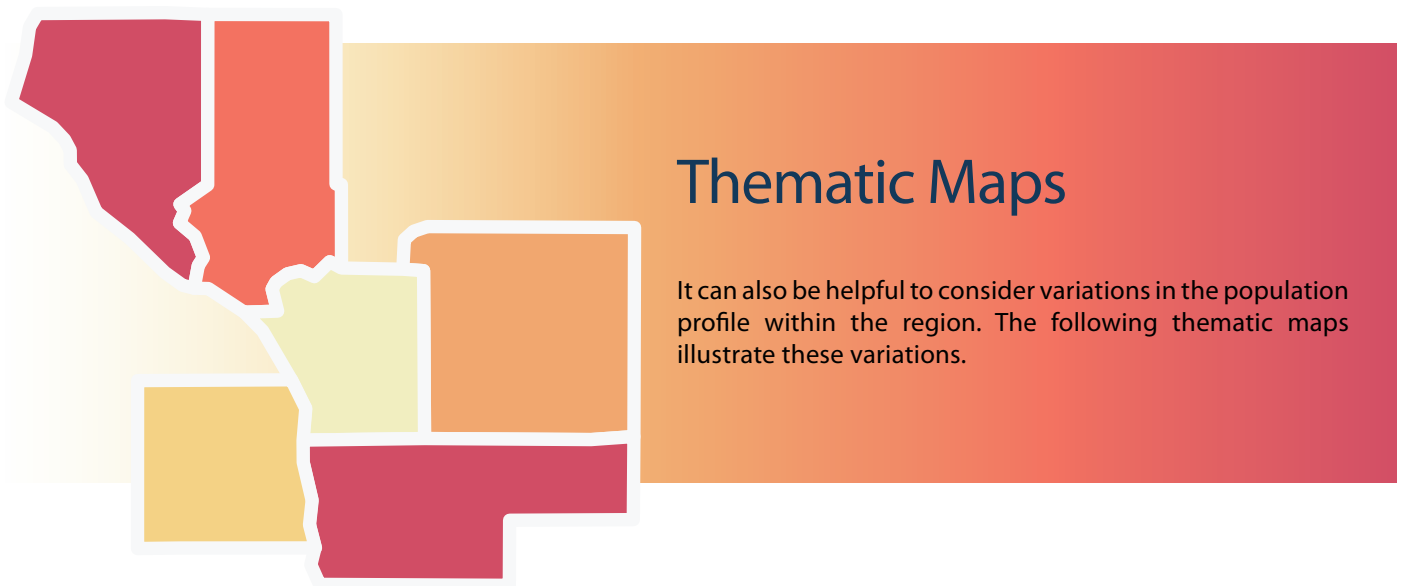 Thematic Maps
It can also be helpful to consider variations in the population
profile within the region. The following thematic maps
illustrate these variations.